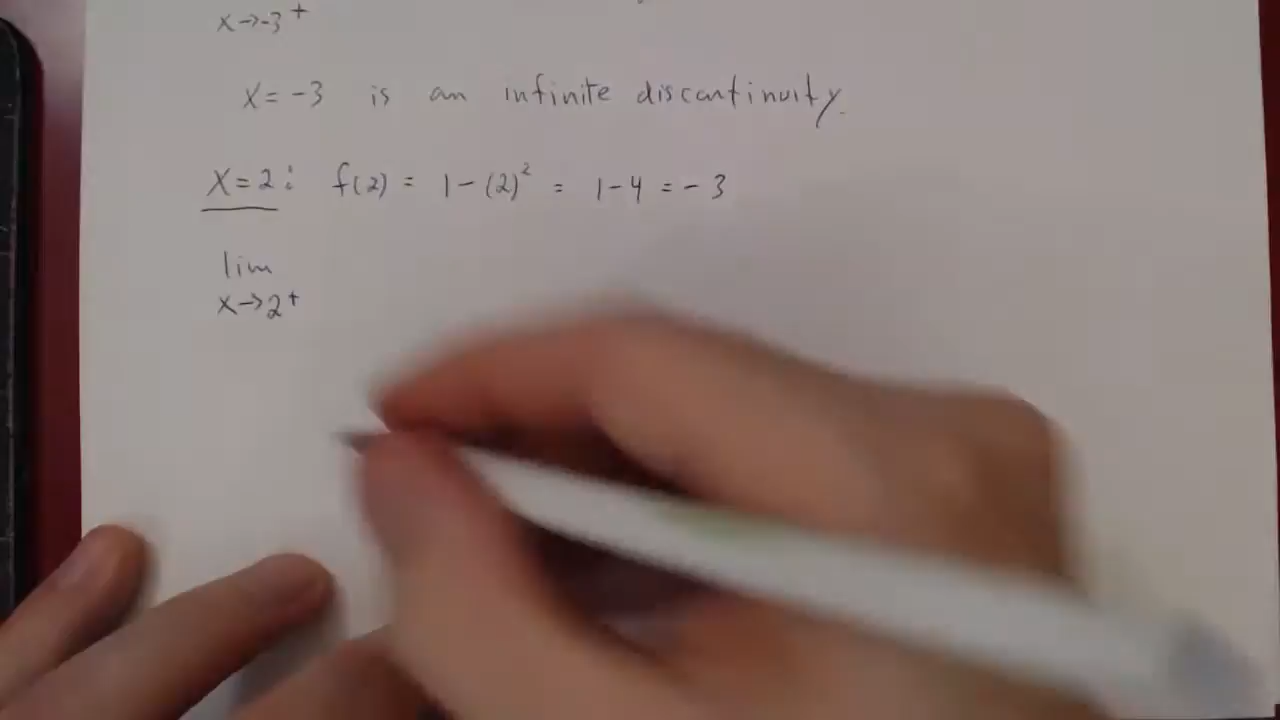 x→-3⁺
x = -3 is an infinite discontinuity.
x = 2: f(2) = 1-(2)² = 1-4 = -3
lim
x→2⁺